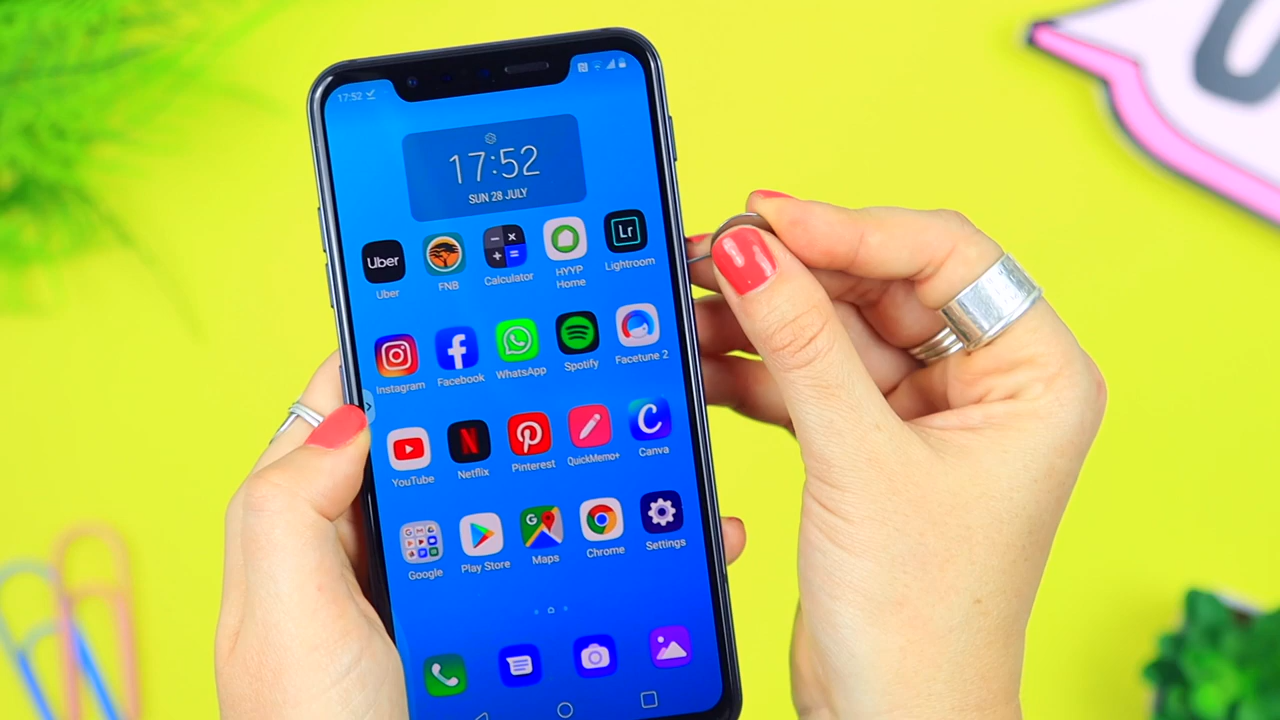 17:52
17:52
SUN 28 JULY
Uber
Lr
Uber
FNB
Calculator
HYYP
Home
Lightroom
Instagram
Facebook
WhatsApp
Spotify
Facetune 2
YouTube
Netflix
Pinterest
QuickMemo+
Canva
Google
Play Store
Maps
Chrome
Settings